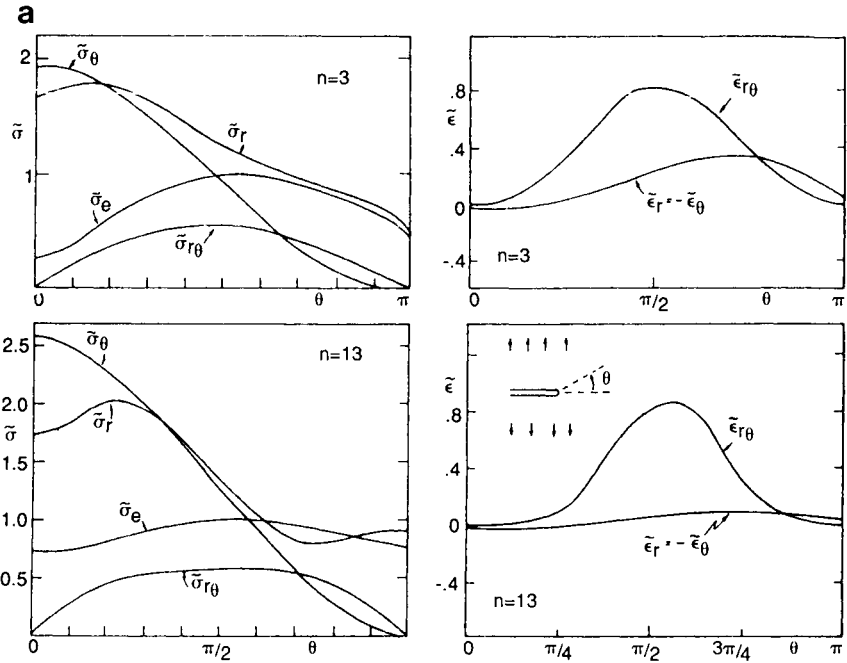 a
2
1
σ̃
σ̃θ
n=3
σ̃r
σ̃e
σ̃rθ
0
θ
π
.8
ε̃
.4
0
-.4
ε̃rθ
ε̃r = -ε̃θ
n=3
0
π/2
θ
π
2.5
2.0
σ̃
1.5
1.0
0.5
σ̃θ
n=13
σ̃r
σ̃e
σ̃rθ
0
π/2
θ
ε̃
.8
.4
0
-.4
θ
ε̃rθ
ε̃r = -ε̃θ
n=13
0
π/4
π/2
3π/4
θ
π